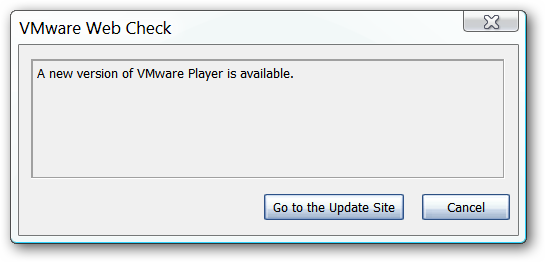 VMware Web Check
A new version of VMware Player is available.
Go to the Update Site
Cancel